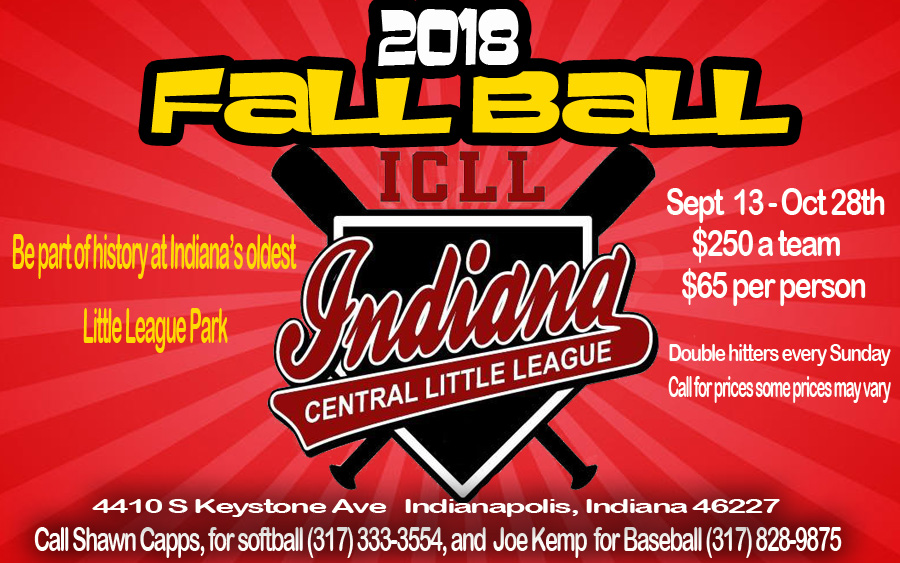 2018
FaLL BaLL
ICLL
Be part of history at Indiana's oldest
Little League Park
Indiana
CENTRAL LITTLE LEAGUE
Sept 13 - Oct 28th
$250 a team
$65 per person
Double hitters every Sunday
Call for prices some prices may vary
4410 S Keystone Ave Indianapolis, Indiana 46227
Call Shawn Capps, for softball (317) 333-3554, and Joe Kemp for Baseball (317) 828-9875